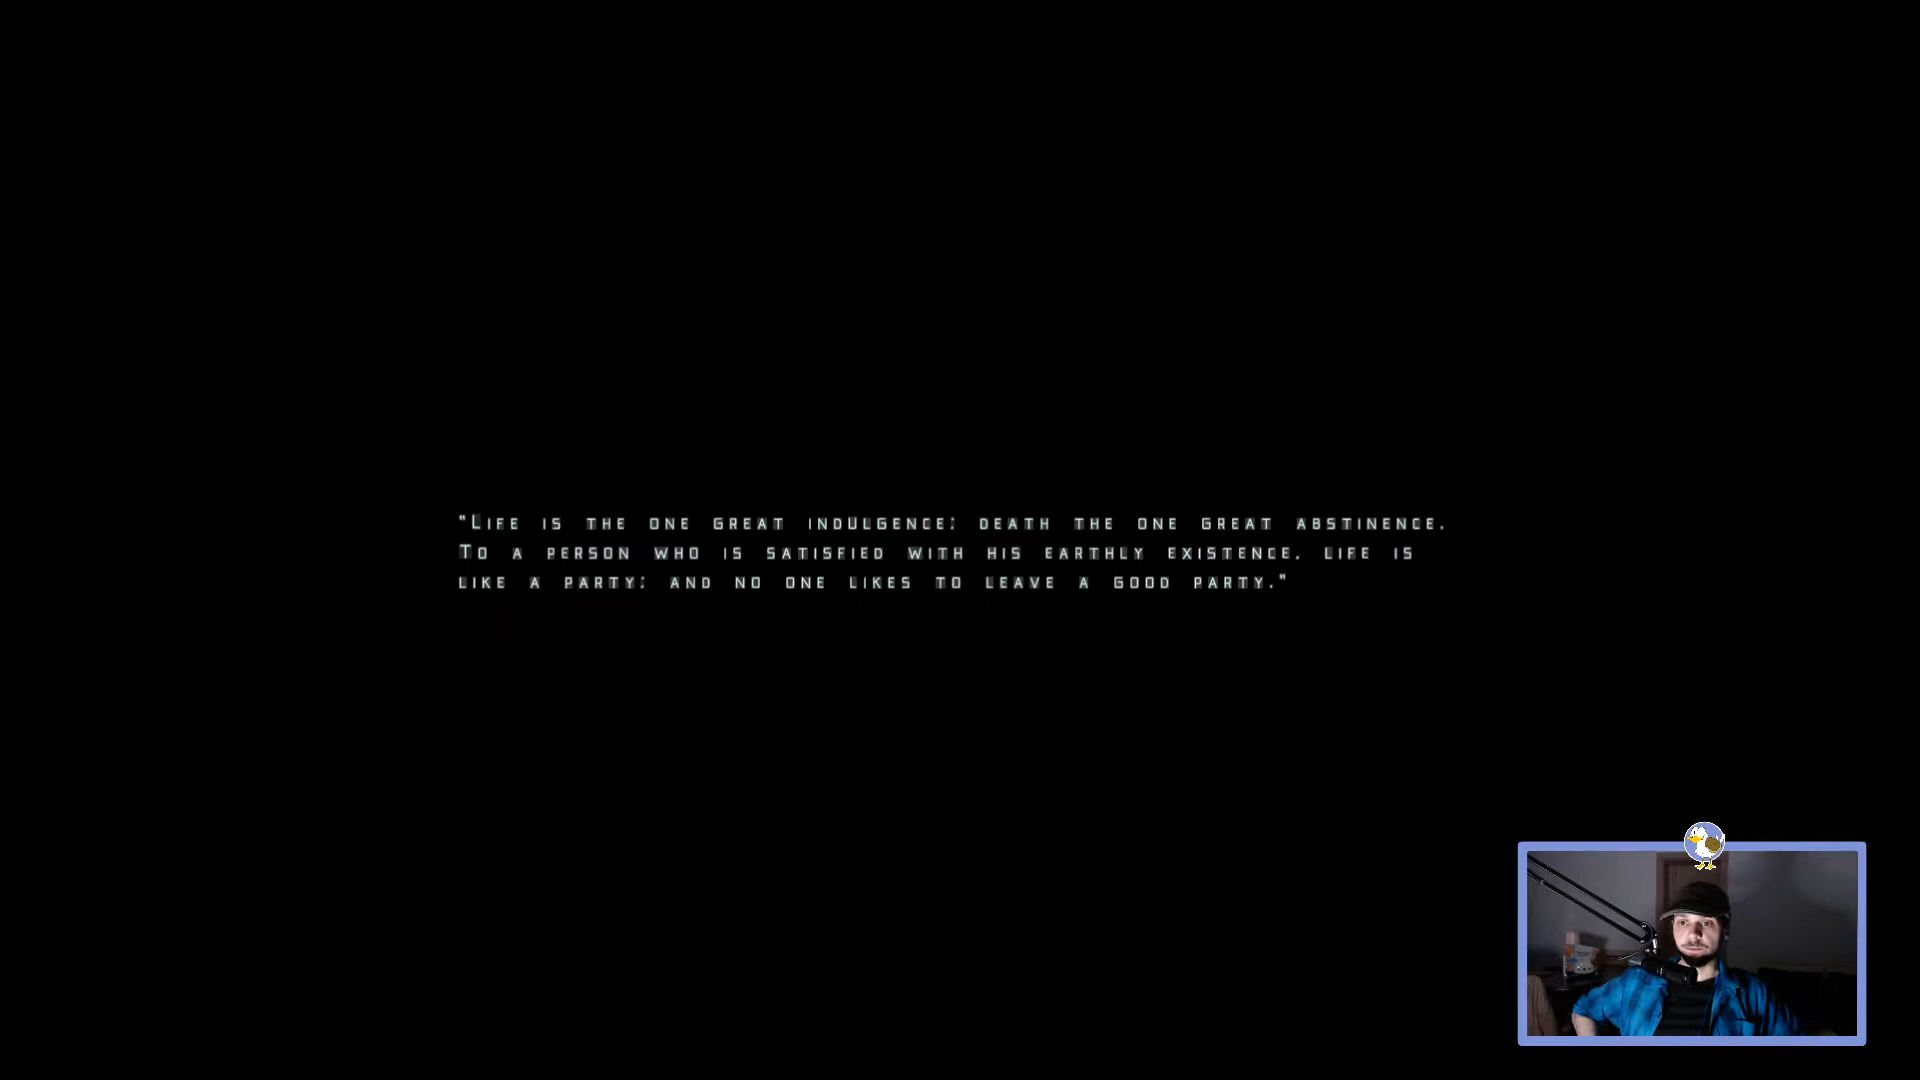 "Life is the one great indulgence; death the one great abstinence.
To a person who is satisfied with his earthly existence, life is
like a party; and no one likes to leave a good party."